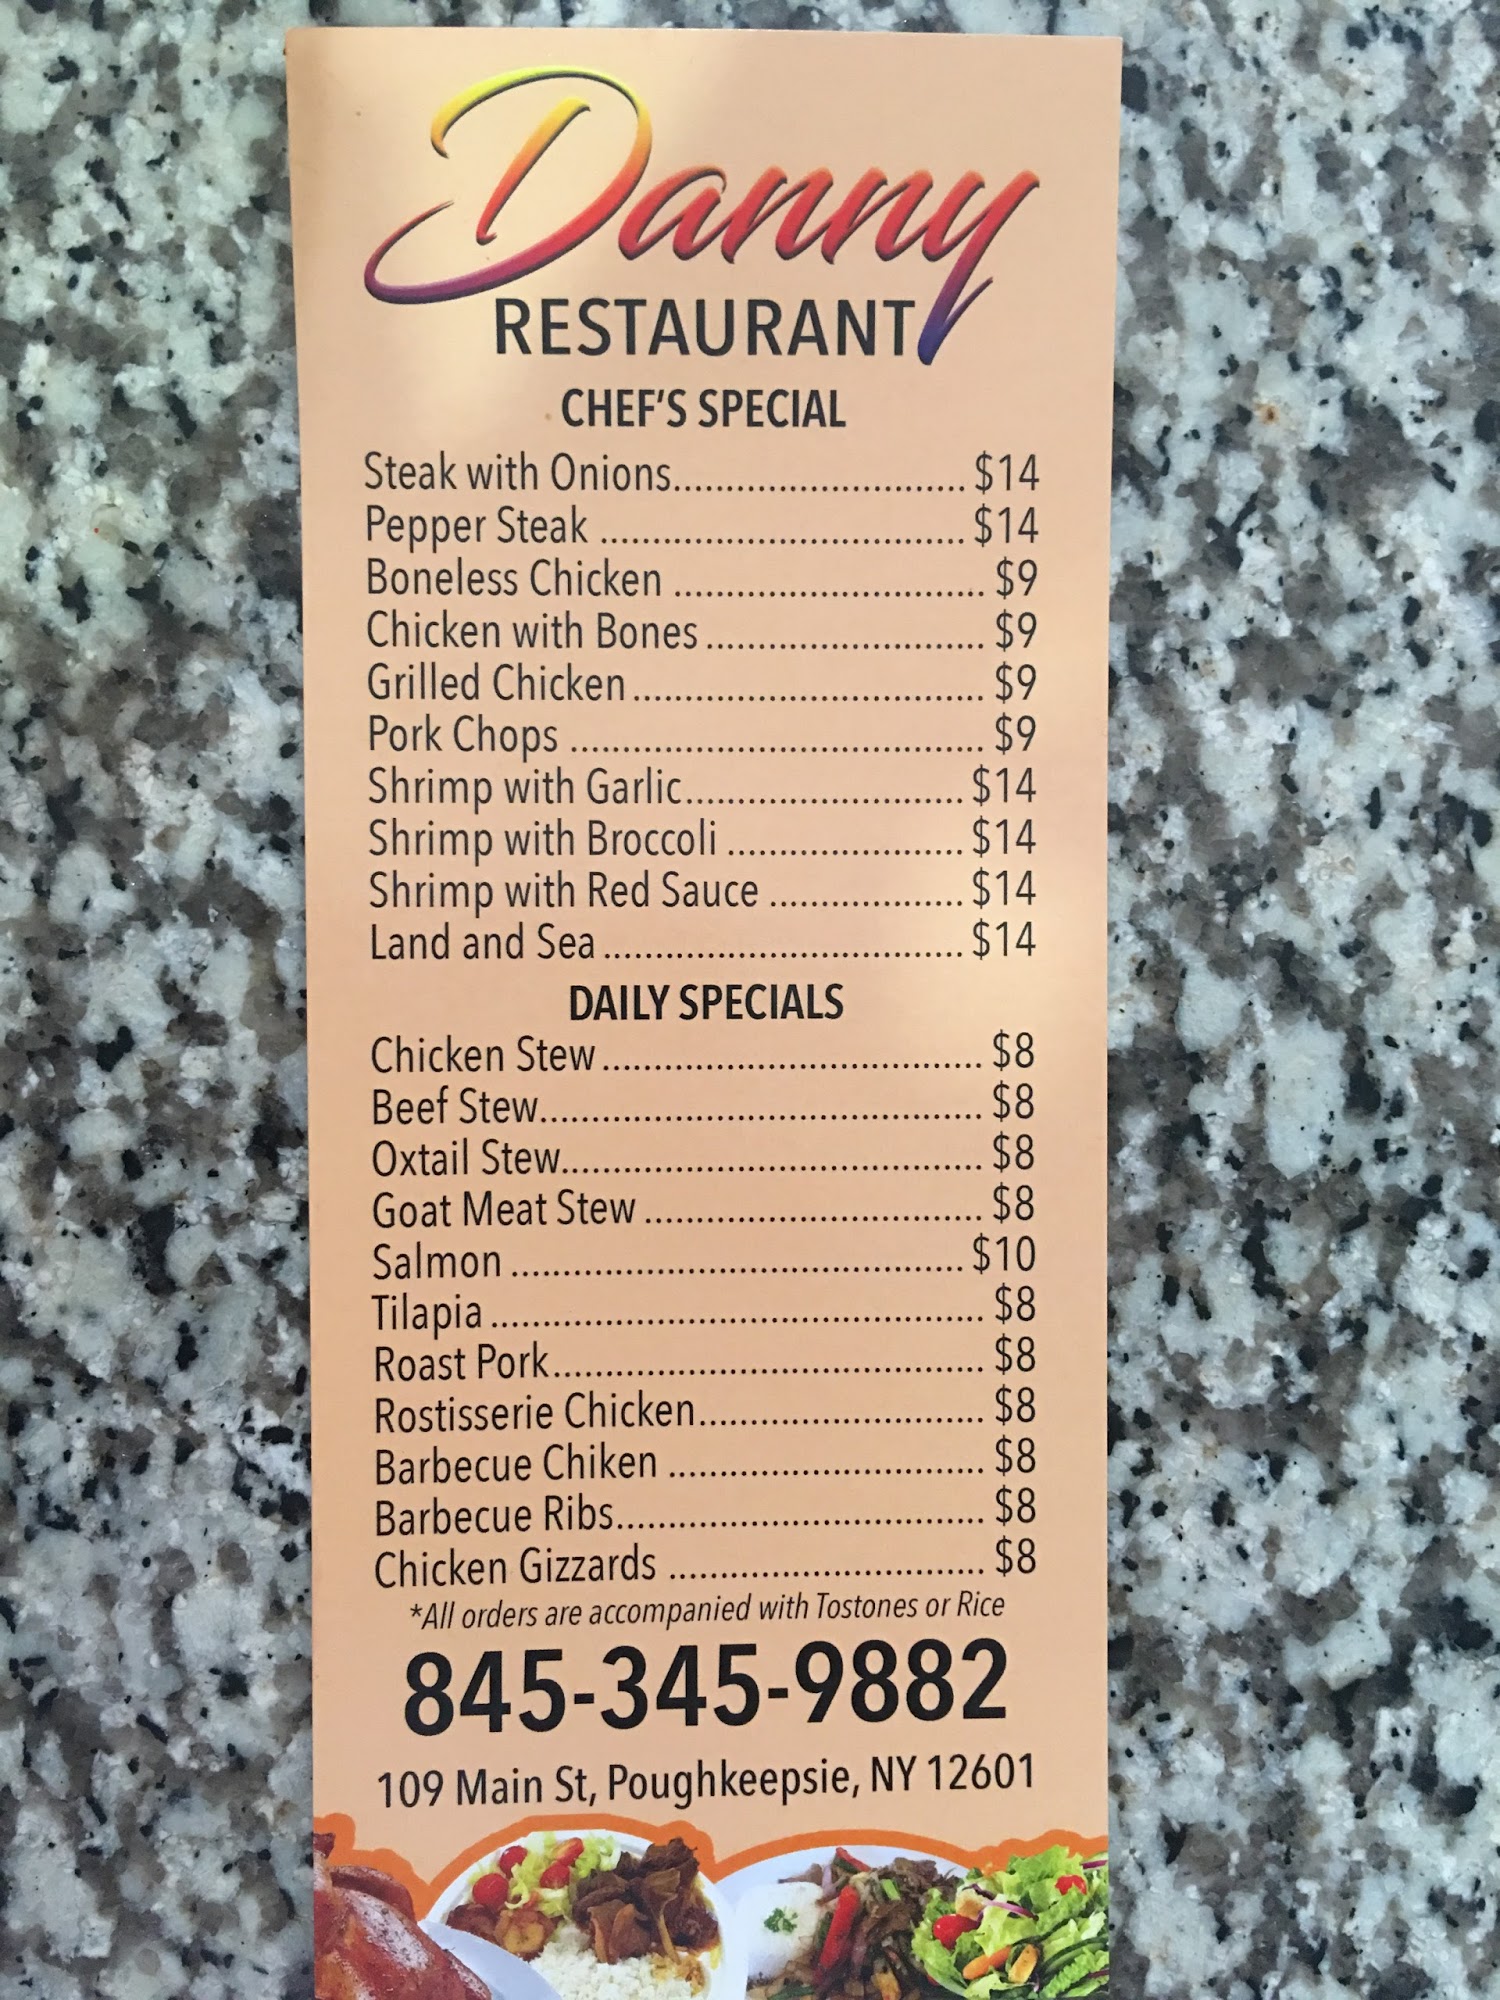 Danny
RESTAURANT
CHEF'S SPECIAL
Steak with Onions............................ $14
Pepper Steak ................................... $14
Boneless Chicken .............................. $9
Chicken with Bones ........................... $9
Grilled Chicken.................................. $9
Pork Chops ........................................ $9
Shrimp with Garlic........................... $14
Shrimp with Broccoli ....................... $14
Shrimp with Red Sauce ................... $14
Land and Sea ................................... $14
DAILY SPECIALS
Chicken Stew ..................................... $8
Beef Stew........................................... $8
Oxtail Stew......................................... $8
Goat Meat Stew ................................. $8
Salmon ............................................ $10
Tilapia ................................................ $8
Roast Pork.......................................... $8
Rostisserie Chicken............................ $8
Barbecue Chiken ............................... $8
Barbecue Ribs.................................... $8
Chicken Gizzards ............................... $8
*All orders are accompanied with Tostones or Rice
845-345-9882
109 Main St, Poughkeepsie, NY 12601